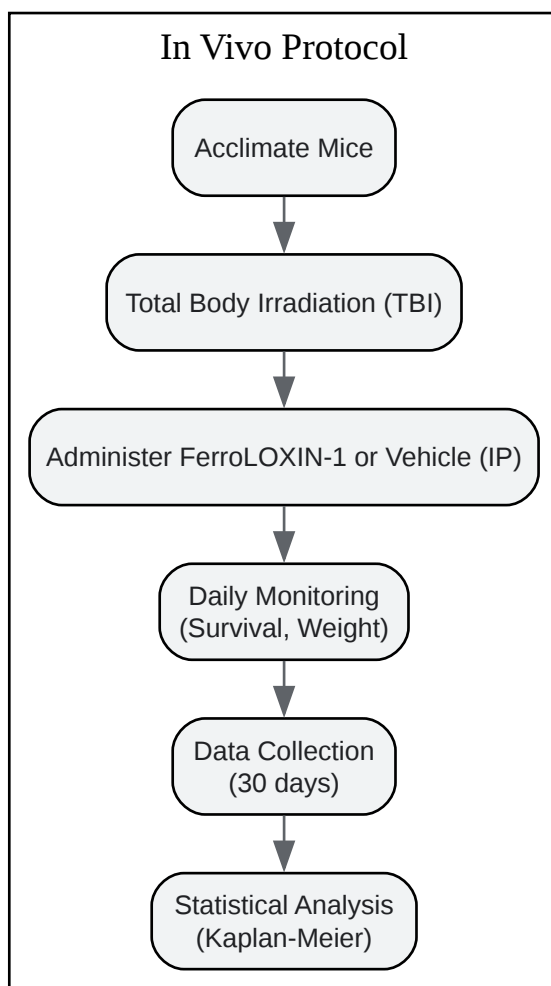 In Vivo Protocol
Acclimate Mice
Total Body Irradiation (TBI)
Administer FerroLOXIN-1 or Vehicle (IP)
Daily Monitoring
(Survival, Weight)
Data Collection
(30 days)
Statistical Analysis
(Kaplan-Meier)